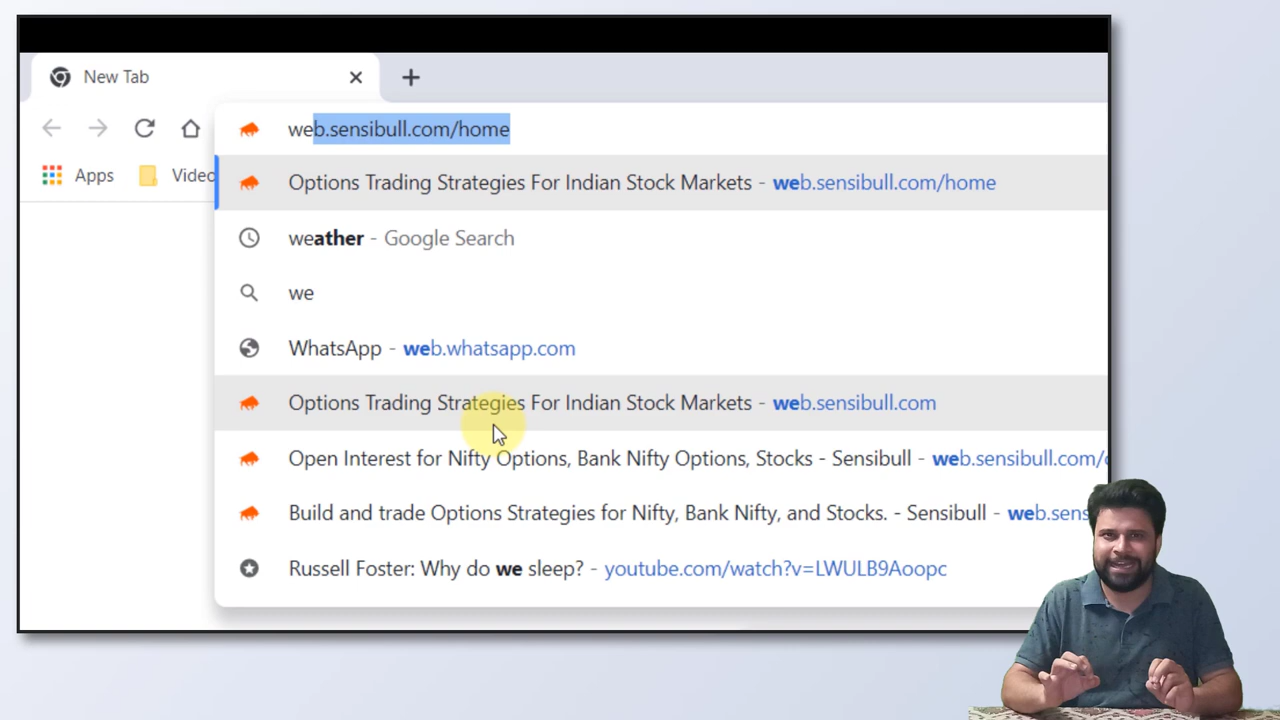 New Tab
web.sensibull.com/home
Options Trading Strategies For Indian Stock Markets - web.sensibull.com/home
weather - Google Search
Apps Video
we
WhatsApp - web.whatsapp.com
Options Trading Strategies For Indian Stock Markets - web.sensibull.com
Open Interest for Nifty Options, Bank Nifty Options, Stocks - Sensibull - web.sensibull.com/
Build and trade Options Strategies for Nifty, Bank Nifty, and Stocks. - Sensibull - web.sens
Russell Foster: Why do we sleep? - youtube.com/watch?v=LWULB9Aoopc